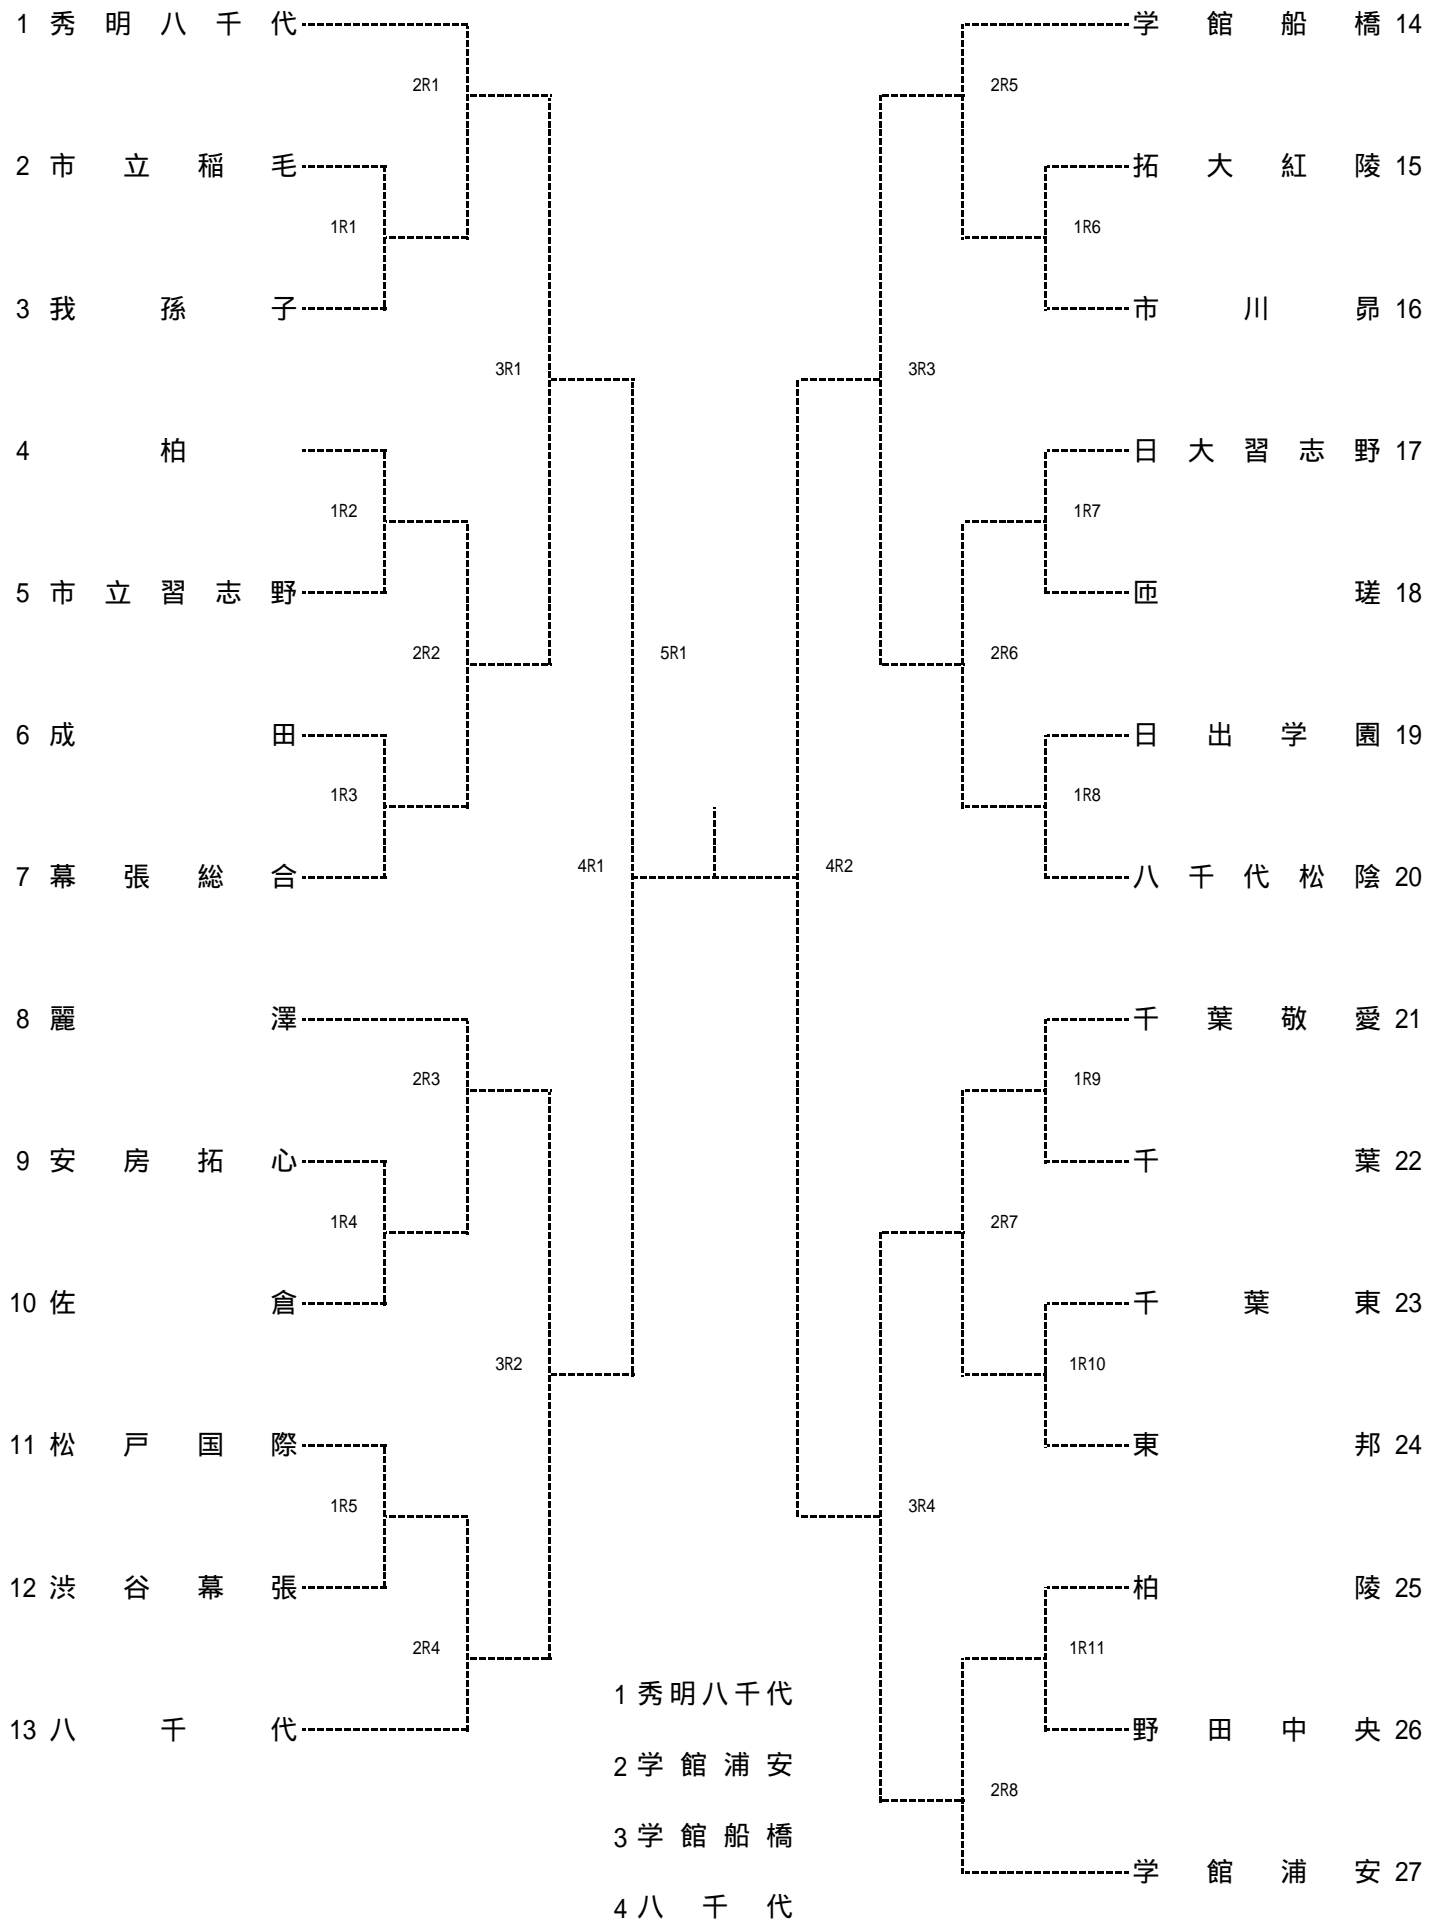 1 秀明八千代
2R1
2 市立稲毛
1R1
3 我孫子
3R1
4 柏
1R2
5 市立習志野
2R2
6 成田
1R3
7 幕張総合
4R1
5R1
8 麗澤
2R3
9 安房拓心
1R4
10 佐倉
3R2
11 松戸国際
1R5
12 渋谷幕張
2R4
13 八千代
学館船橋 14
2R5
拓大紅陵 15
1R6
市川昴 16
3R3
日大習志野 17
1R7
匝瑳 18
2R6
日出学園 19
1R8
八千代松陰 20
4R2
千葉敬愛 21
1R9
千葉 22
2R7
千葉東 23
1R10
東邦 24
3R4
柏陵 25
1R11
野田中央 26
2R8
学館浦安 27
1 秀明八千代
2 学館浦安
3 学館船橋
4 八千代